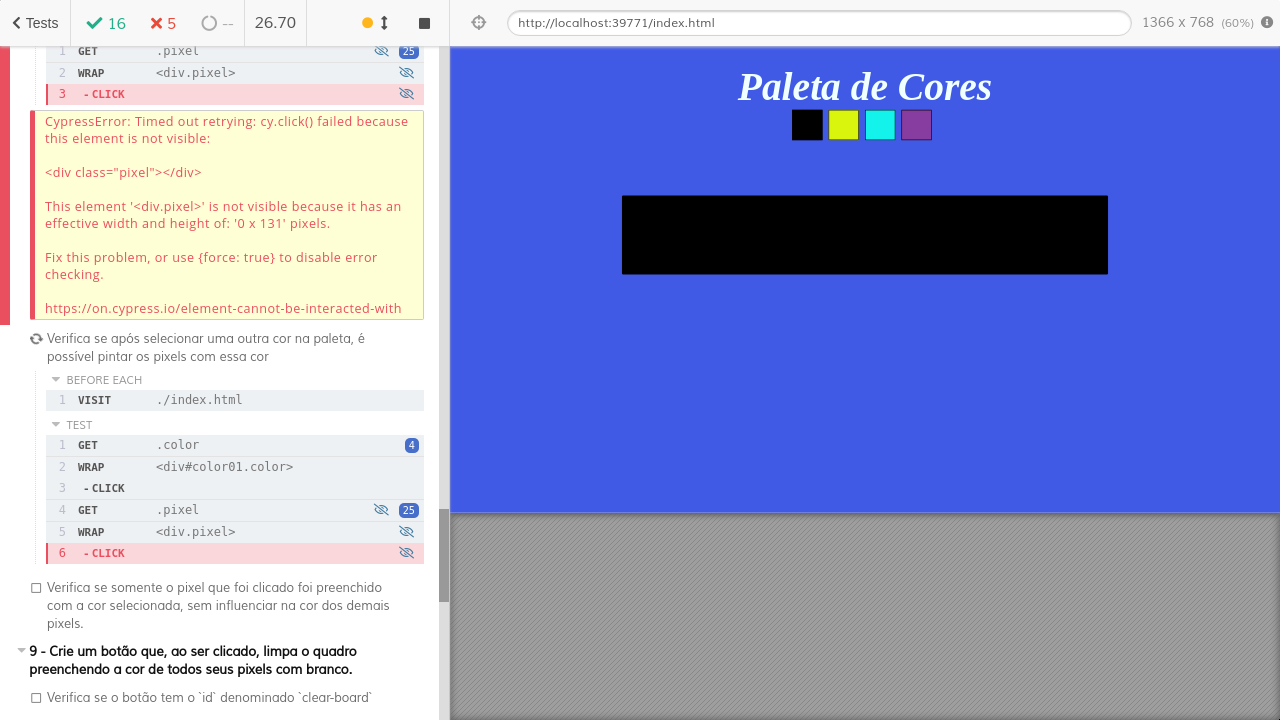 Tests 16 5 -- 26.70 http://localhost:39771/index.html 1366 x 768 (60%)
1 GET .pixel 25
2 WRAP <div.pixel>
3 - CLICK
CypressError: Timed out retrying: cy.click() failed because
this element is not visible:
<div class="pixel"></div>
This element '<div.pixel>' is not visible because it has an
effective width and height of: '0 x 131' pixels.
Fix this problem, or use {force: true} to disable error
checking.
https://on.cypress.io/element-cannot-be-interacted-with
Verifica se após selecionar uma outra cor na paleta, é
possível pintar os pixels com essa cor
BEFORE EACH
1 VISIT ./index.html
TEST
1 GET .color 4
2 WRAP <div#color01.color>
3 - CLICK
4 GET .pixel 25
5 WRAP <div.pixel>
6 - CLICK
Verifica se somente o pixel que foi clicado foi preenchido
com a cor selecionada, sem influenciar na cor dos demais
pixels.
9 - Crie um botão que, ao ser clicado, limpa o quadro
preenchendo a cor de todos seus pixels com branco.
Verifica se o botão tem o `id` denominado `clear-board`
Paleta de Cores